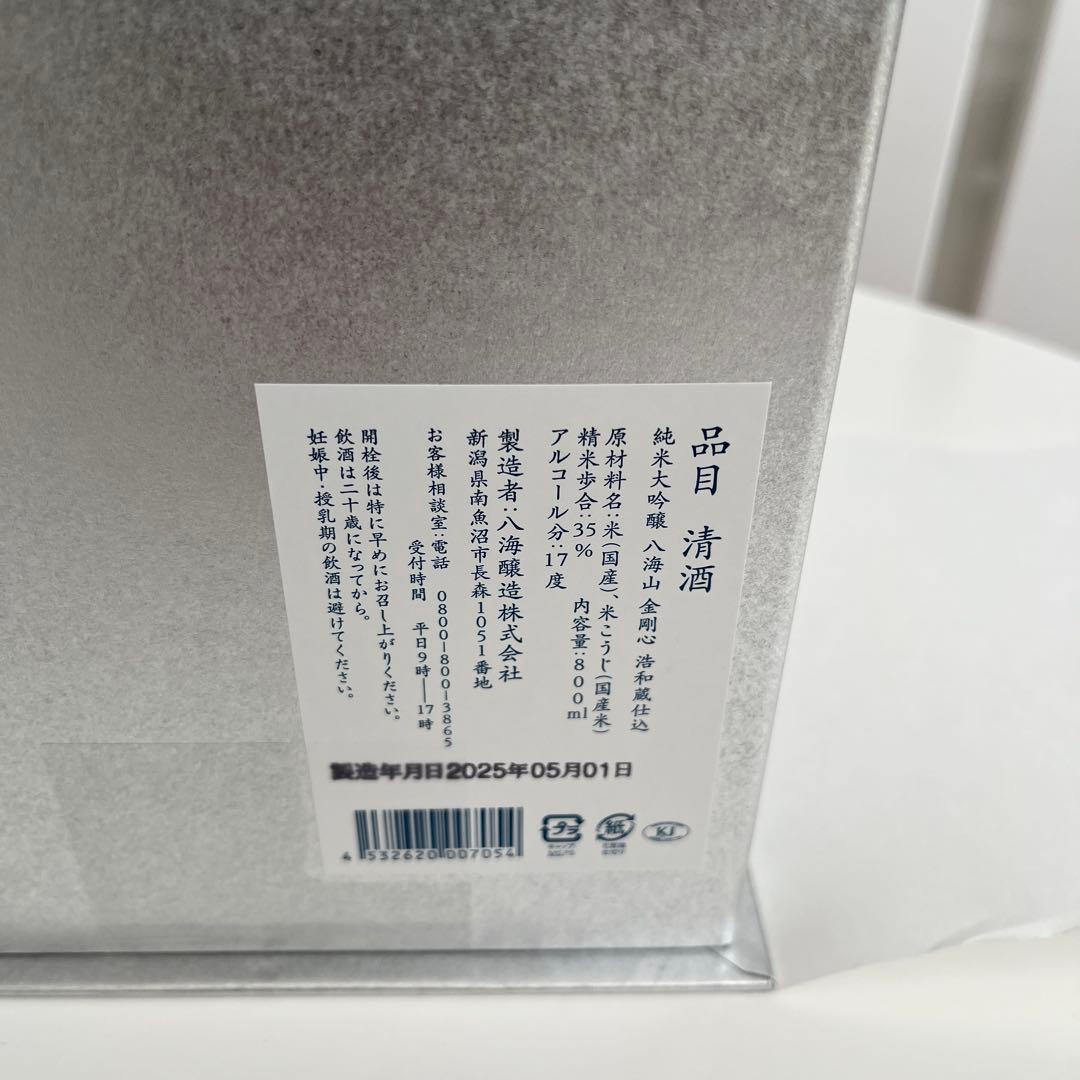 品目 清酒
純米大吟醸 八海山 金剛心 浩和蔵仕込
原材料名:米(国産)、米こうじ(国産米)
精米歩合:35% 内容量:800ml
アルコール分:17度
製造者:八海醸造株式会社
新潟県南魚沼市長森1051番地
お客様相談室:電話 0800-800-3865
受付時間 平日9時—17時
開栓後は特に早めにお召し上がりください。
飲酒は二十歳になってから。
妊娠中・授乳期の飲酒は避けてください。
製造年月日2025年05月01日
4 532620 007054
プラ
キャップ
紙
KJ